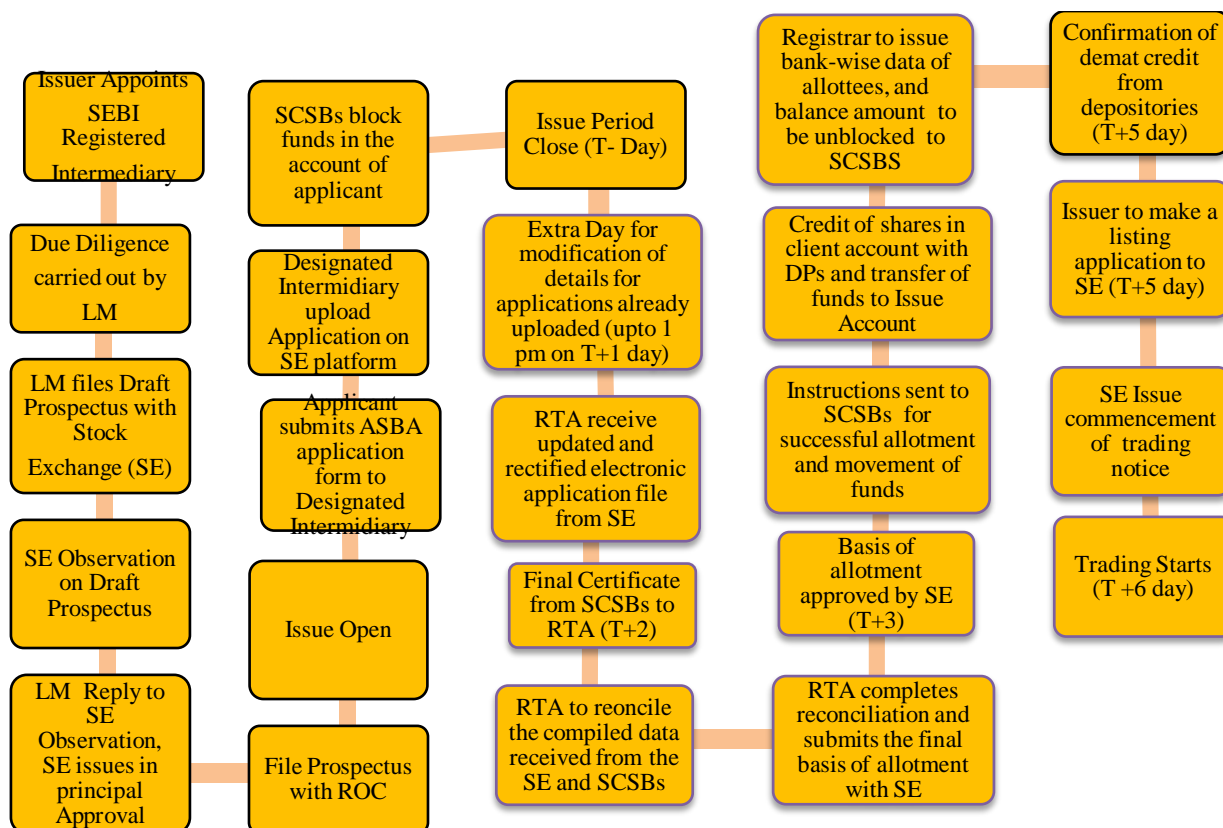 Issuer Appoints
SEBI
Registered
Intermediary
Due Diligence
carried out by
LM
LM files Draft
Prospectus with
Stock
Exchange (SE)
SE Observation
on Draft
Prospectus
LM Reply to
SE
Observation,
SE issues in
principal
Approval
File Prospectus
with ROC
Issue Open
Applicant
submits ASBA
application
form to
Designated
Intermidiary
Designated
Intermidiary
upload
Application on
SE platform
SCSBs block
funds in the
account of
applicant
Issue Period
Close (T- Day)
Extra Day for
modification of
details for
applications already
uploaded (upto 1
pm on T+1 day)
RTA receive
updated and
rectified electronic
application file
from SE
Final Certificate
from SCSBs to
RTA (T+2)
RTA to reconcile
the compiled data
received from the
SE and SCSBs
RTA completes
reconciliation and
submits the final
basis of allotment
with SE
Basis of
allotment
approved by SE
(T+3)
Instructions sent to
SCSBs for
successful allotment
and movement of
funds
Credit of shares in
client account with
DPs and transfer of
funds to Issue
Account
Registrar to issue
bank-wise data of
allottees, and
balance amount to
be unblocked to
SCSBS
Confirmation of
demat credit
from
depositories
(T+5 day)
Issuer to make a
listing
application to
SE (T+5 day)
SE Issue
commencement
of trading
notice
Trading Starts
(T +6 day)